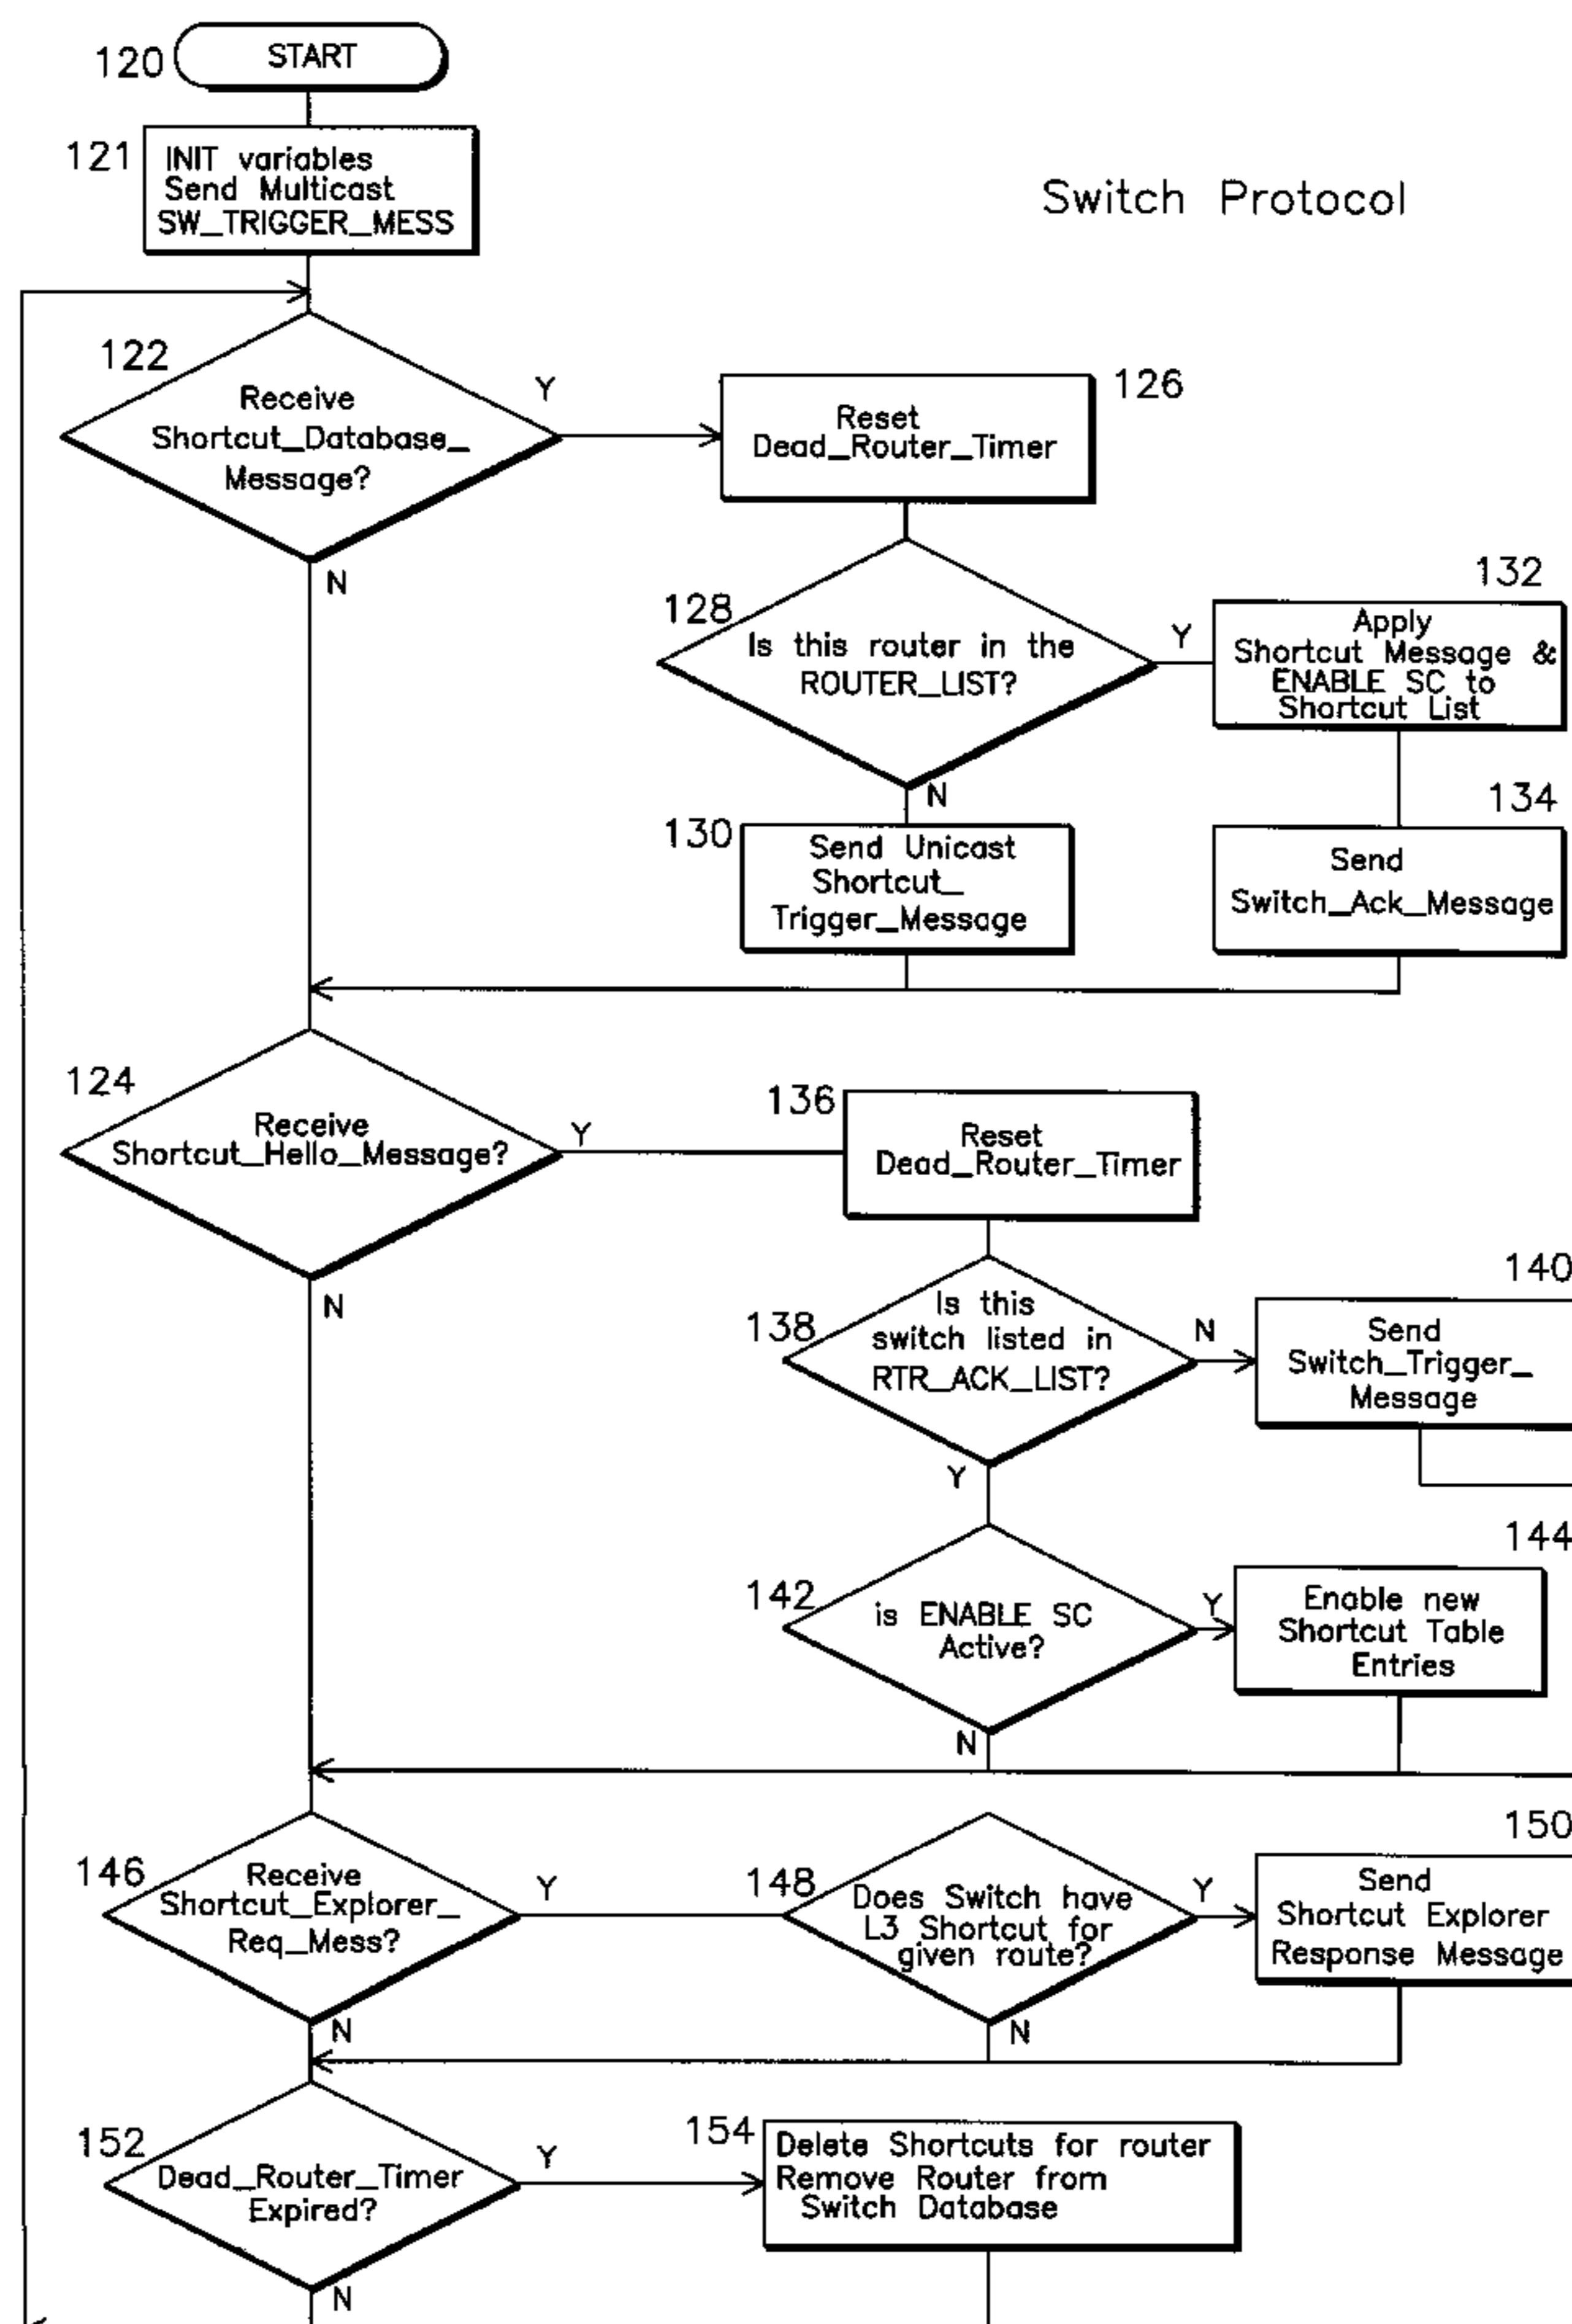 120
START
121
INIT variables
Send Multicast
SW_TRIGGER_MESS
Switch Protocol
122
Receive
Shortcut_Database_
Message?
Y
N
126
Reset
Dead_Router_Timer
128
Is this router in the
ROUTER_LIST?
Y
N
132
Apply
Shortcut Message &
ENABLE SC to
Shortcut List
130
Send Unicast
Shortcut_
Trigger_Message
134
Send
Switch_Ack_Message
124
Receive
Shortcut_Hello_Message?
Y
N
136
Reset
Dead_Router_Timer
138
Is this
switch listed in
RTR_ACK_LIST?
N
Y
140
Send
Switch_Trigger_
Message
142
is ENABLE SC
Active?
Y
N
144
Enable new
Shortcut Table
Entries
146
Receive
Shortcut_Explorer_
Req_Mess?
Y
N
148
Does Switch have
L3 Shortcut for
given route?
Y
N
150
Send
Shortcut Explorer
Response Message
152
Dead_Router_Timer
Expired?
Y
N
154
Delete Shortcuts for router
Remove Router from
Switch Database